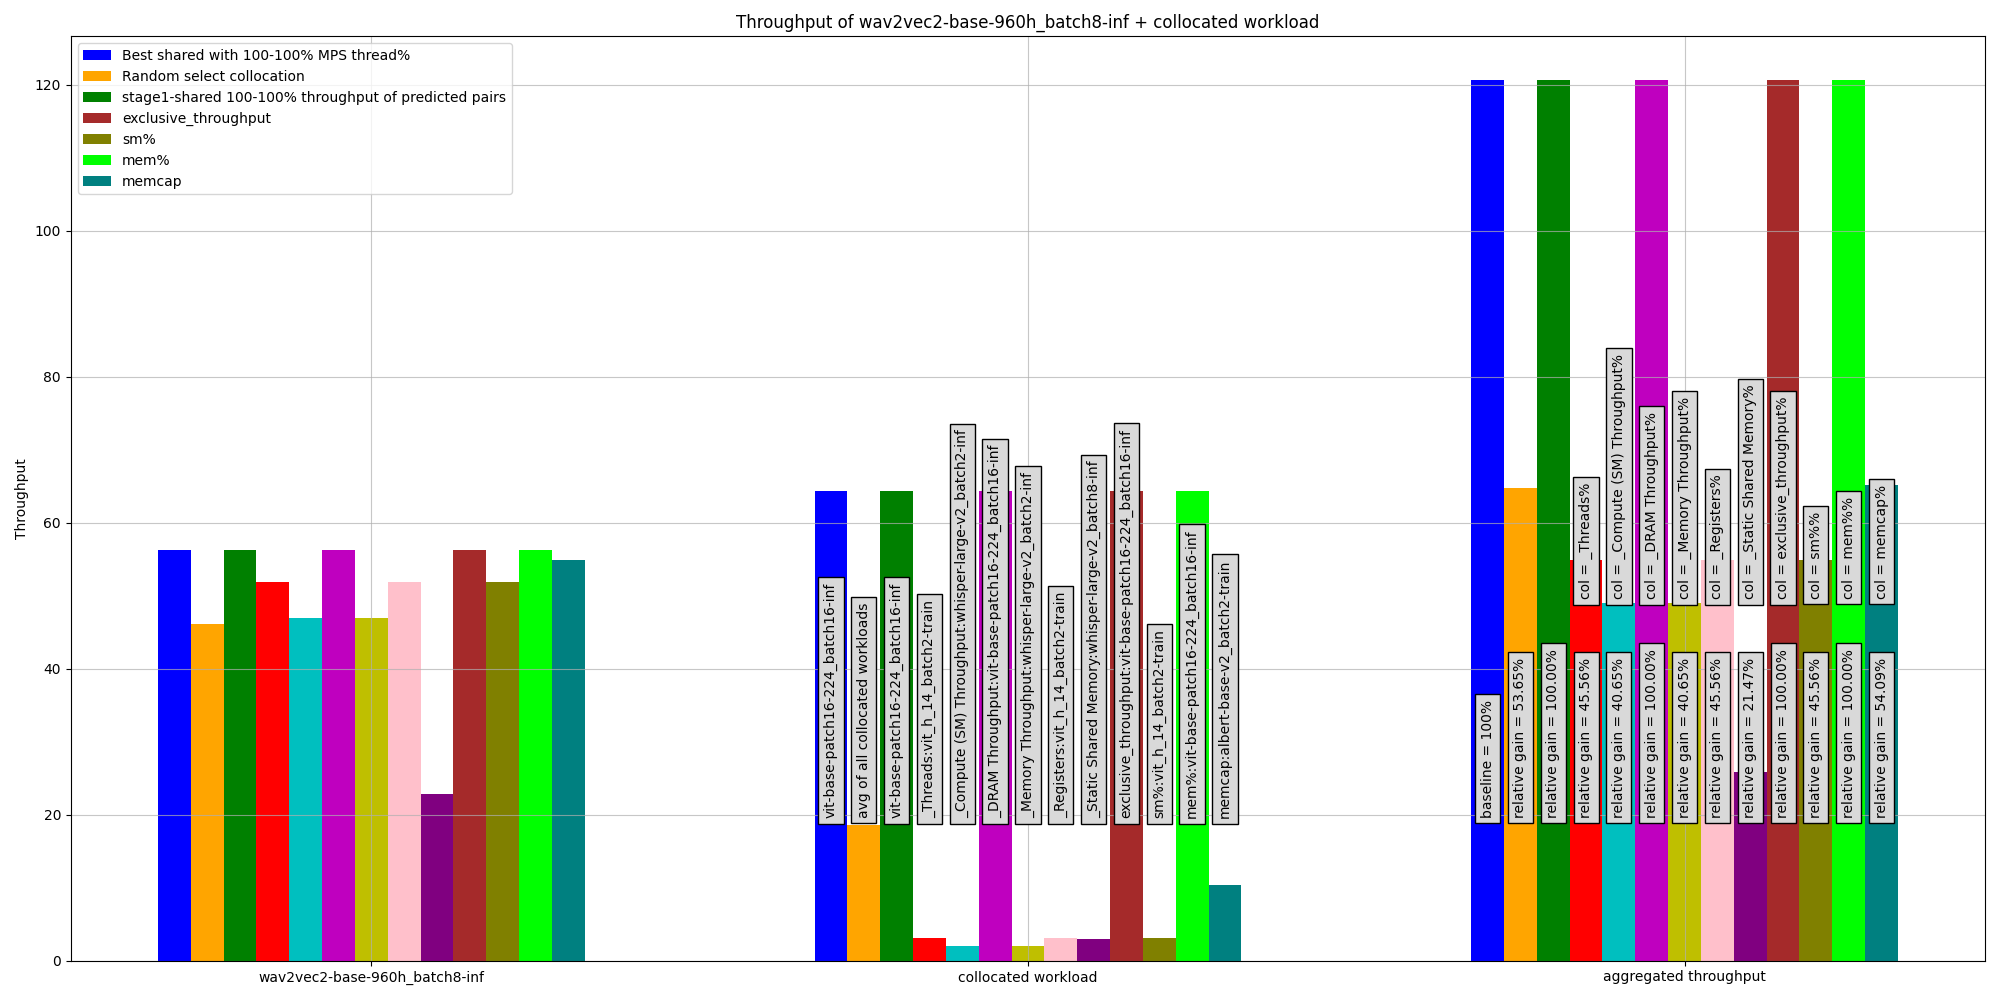 Throughput of wav2vec2-base-960h_batch8-inf + collocated workload
Best shared with 100-100% MPS thread%
Random select collocation
stage1-shared 100-100% throughput of predicted pairs
exclusive_throughput
sm%
mem%
memcap
Throughput
120
100
80
60
40
20
0
vit-base-patch16-224_batch16-inf
avg of all collocated workloads
vit-base-patch16-224_batch16-inf
_Threads:vit_h_14_batch2-train
_Compute (SM) Throughput:whisper-large-v2_batch2-inf
_DRAM Throughput:vit-base-patch16-224_batch16-inf
_Memory Throughput:whisper-large-v2_batch2-inf
_Registers:vit_h_14_batch2-train
_Static Shared Memory:whisper-large-v2_batch8-inf
exclusive_throughput:vit-base-patch16-224_batch16-inf
sm%:vit_h_14_batch2-train
mem%:vit-base-patch16-224_batch16-inf
memcap:albert-base-v2_batch2-train
col = _Threads%
col = _Compute (SM) Throughput%
col = _DRAM Throughput%
col = _Memory Throughput%
col = _Registers%
col = _Static Shared Memory%
col = exclusive_throughput%
col = sm%%
col = mem%%
col = memcap%
baseline = 100%
relative gain = 53.65%
relative gain = 100.00%
relative gain = 45.56%
relative gain = 40.65%
relative gain = 100.00%
relative gain = 40.65%
relative gain = 45.56%
relative gain = 21.47%
relative gain = 100.00%
relative gain = 45.56%
relative gain = 100.00%
relative gain = 54.09%
wav2vec2-base-960h_batch8-inf
collocated workload
aggregated throughput